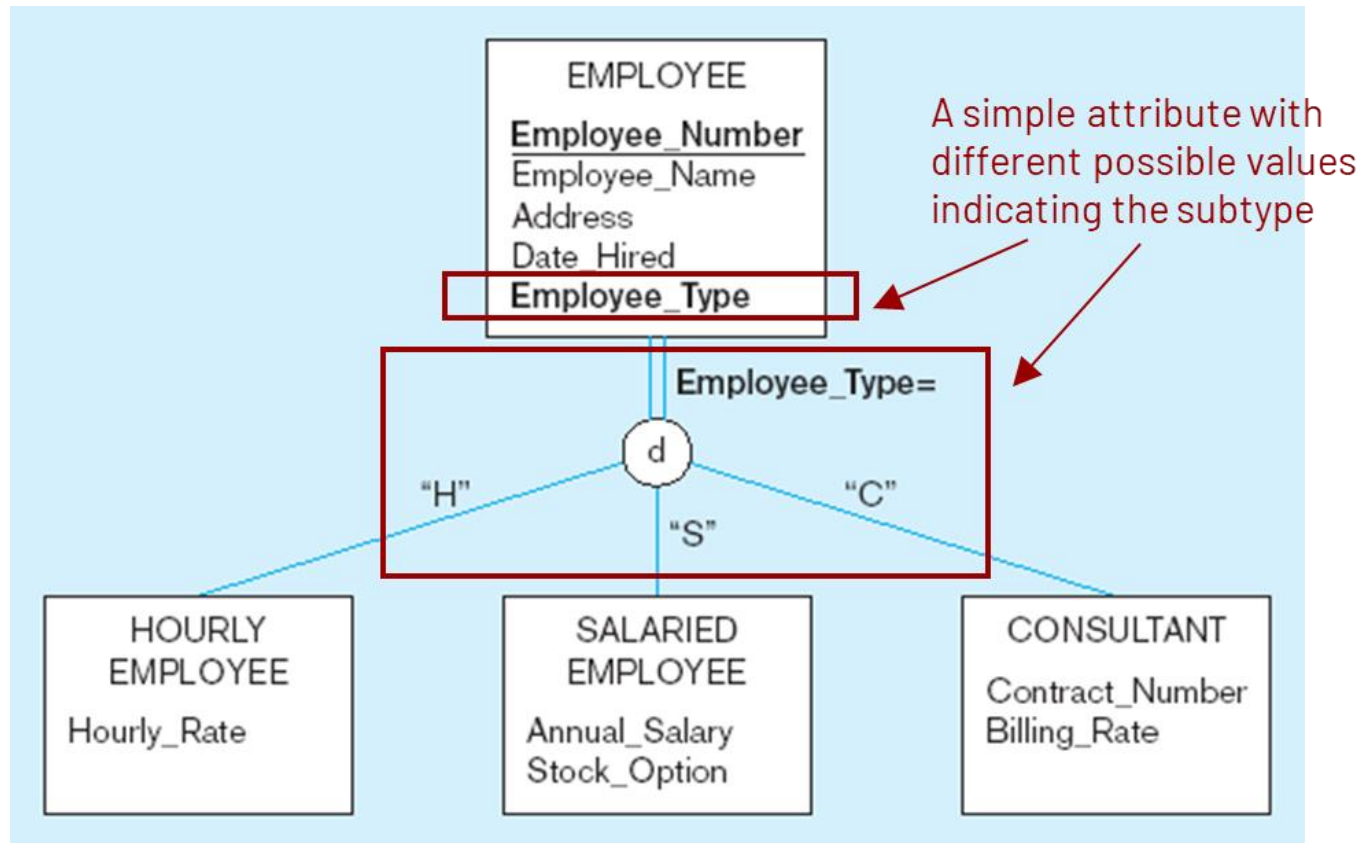 EMPLOYEE
Employee_Number
Employee_Name
Address
Date_Hired
Employee_Type
A simple attribute with
different possible values
indicating the subtype
Employee_Type=
d
“H”
“S”
“C”
HOURLY
EMPLOYEE
Hourly_Rate
SALARIED
EMPLOYEE
Annual_Salary
Stock_Option
CONSULTANT
Contract_Number
Billing_Rate